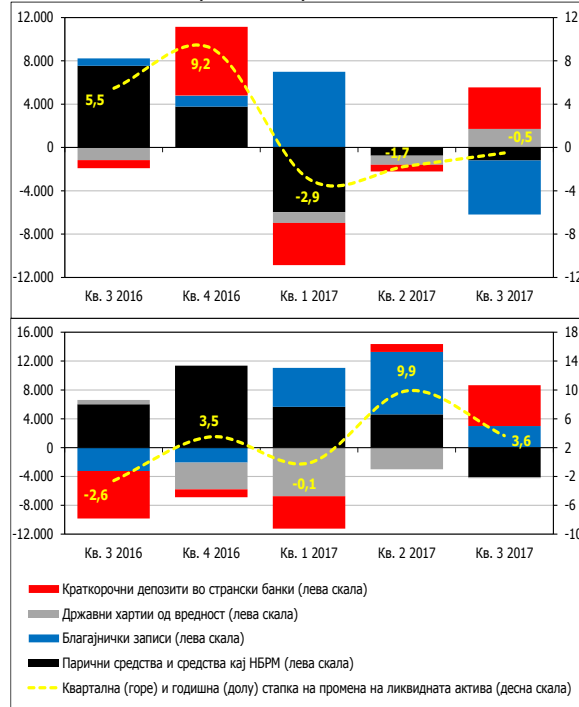 12.000
8.000
4.000
0
-4.000
-8.000
-12.000
12
8
4
0
-4
-8
-12
5,5
9,2
-2,9
-1,7
-0,5
Кв. 3 2016
Кв. 4 2016
Кв. 1 2017
Кв. 2 2017
Кв. 3 2017
16.000
12.000
8.000
4.000
0
-4.000
-8.000
-12.000
18
14
10
6
2
-2
-6
-10
-2,6
3,5
-0,1
9,9
3,6
Кв. 3 2016
Кв. 4 2016
Кв. 1 2017
Кв. 2 2017
Кв. 3 2017
Краткорочни депозити во странски банки (лева скала)
Државни хартии од вредност (лева скала)
Благајнички записи (лева скала)
Парични средства и средства кај НБРМ (лева скала)
Квартална (горе) и годишна (долу) стапка на промена на ликвидната актива (десна скала)